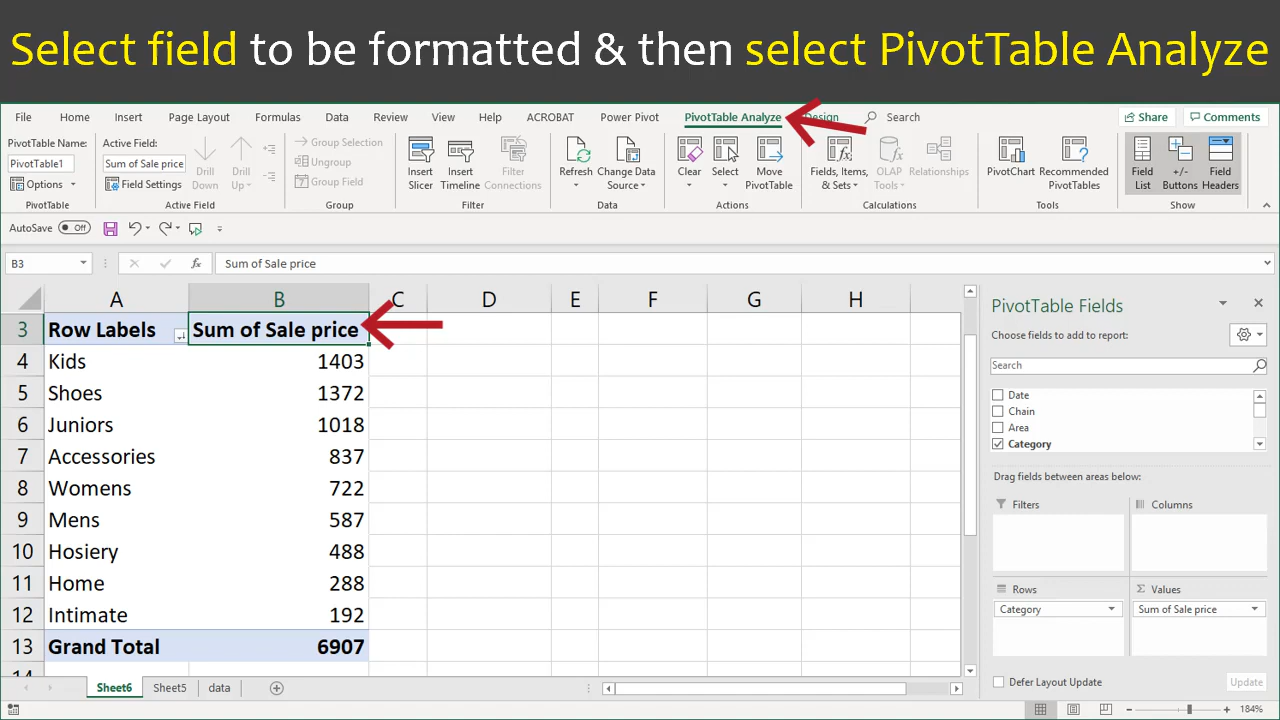 Select field to be formatted & then select PivotTable Analyze
File Home Insert Page Layout Formulas Data Review View Help ACROBAT Power Pivot PivotTable Analyze Design Search Share Comments
PivotTable Name:
PivotTable1
Options
PivotTable
Active Field:
Sum of Sale price
Field Settings
Drill Down
Drill Up
Active Field
Group Selection
Ungroup
Group Field
Group
Insert Slicer
Insert Timeline
Filter Connections
Filter
Refresh
Change Data Source
Data
Clear
Select
Move PivotTable
Actions
Fields, Items, & Sets
OLAP Tools
Relationships
Calculations
PivotChart
Recommended PivotTables
Tools
Field List
+/- Buttons
Field Headers
Show
AutoSave Off
B3 fx Sum of Sale price
A B C D E F G H
3 Row Labels Sum of Sale price
4 Kids 1403
5 Shoes 1372
6 Juniors 1018
7 Accessories 837
8 Womens 722
9 Mens 587
10 Hosiery 488
11 Home 288
12 Intimate 192
13 Grand Total 6907
14
PivotTable Fields
Choose fields to add to report:
Search
Date
Chain
Area
Category
Drag fields between areas below:
Filters
Columns
Rows
Category
Σ Values
Sum of Sale price
Defer Layout Update Update
Sheet6 Sheet5 data
184%